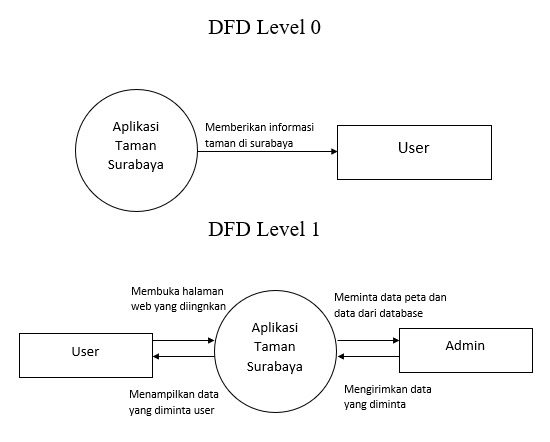 DFD Level 0
Aplikasi
Taman
Surabaya
Memberikan informasi
taman di surabaya
User
DFD Level 1
Membuka halaman
web yang diingnkan
Meminta data peta dan
data dari database
User
Aplikasi
Taman
Surabaya
Admin
Menampilkan data
yang diminta user
Mengirimkan data
yang diminta